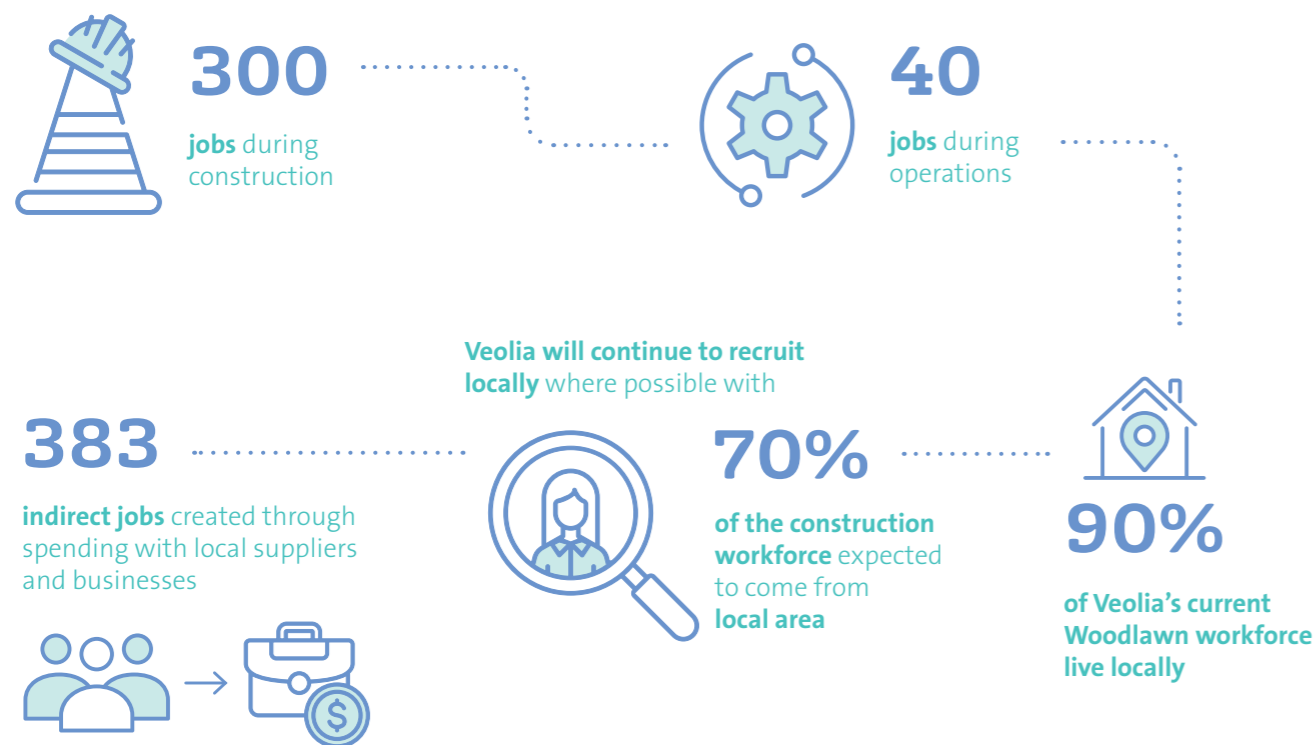 300
jobs during
construction
40
jobs during
operations
Veolia will continue to recruit
locally where possible with
383
indirect jobs created through
spending with local suppliers
and businesses
70%
of the construction
workforce expected
to come from
local area
90%
of Veolia's current
Woodlawn workforce
live locally
$